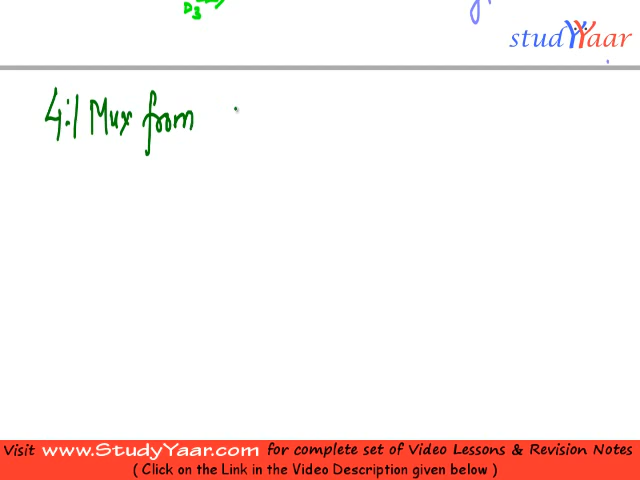 D3
studYYaar
4:1 Mux from
Visit www.StudyYaar.com for complete set of Video Lessons & Revision Notes
( Click on the Link in the Video Description given below )